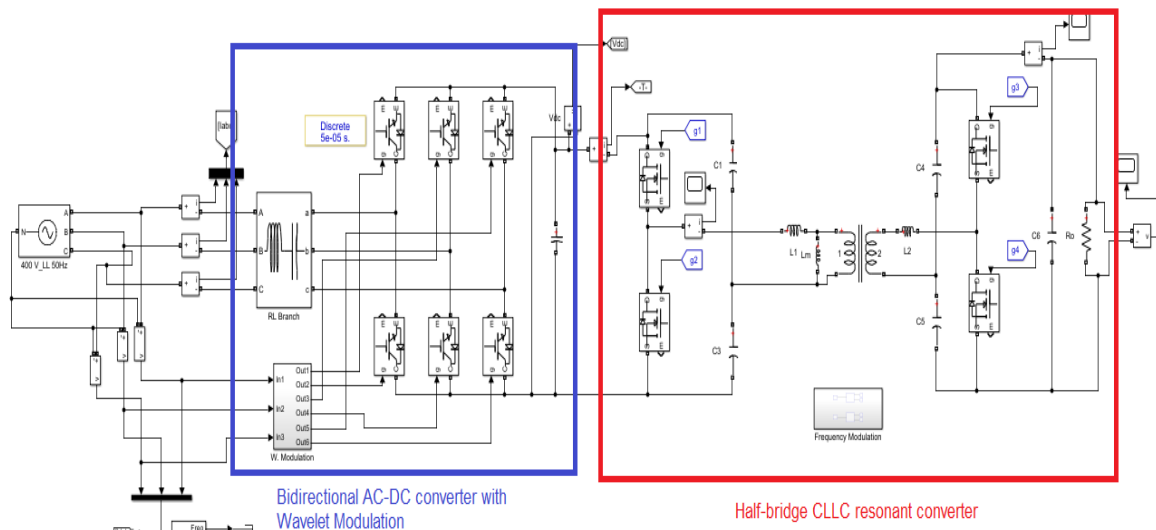 [Vdc]
-T-
[Iabc
Vdc
Discrete
5e-05 s.
g1
g2
g3
g4
C1
C3
C4
C5
C6
Ro
L1
Lm
L2
1
2
N
A
B
C
400 V_LL 50Hz
A
B
C
a
b
c
RL Branch
In1
In2
In3
Out1
Out2
Out3
Out4
Out5
Out6
W. Modulation
Frequency Modulation
Bidirectional AC-DC converter with
Wavelet Modulation
Half-bridge CLLC resonant converter
Freq